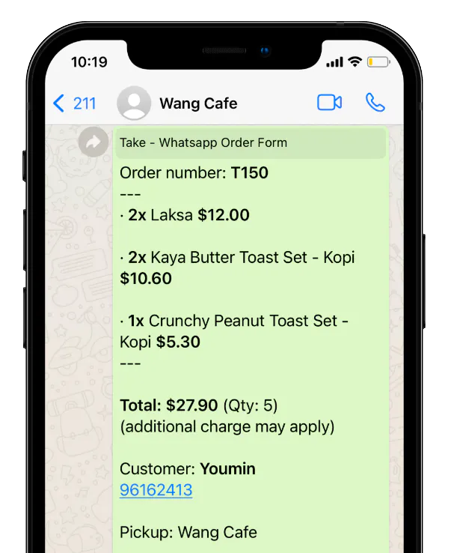 10:19
211
Wang Cafe
Take - Whatsapp Order Form
Order number: T150
---
· 2x Laksa $12.00
· 2x Kaya Butter Toast Set - Kopi
$10.60
· 1x Crunchy Peanut Toast Set -
Kopi $5.30
---
Total: $27.90 (Qty: 5)
(additional charge may apply)
Customer: Youmin
96162413
Pickup: Wang Cafe